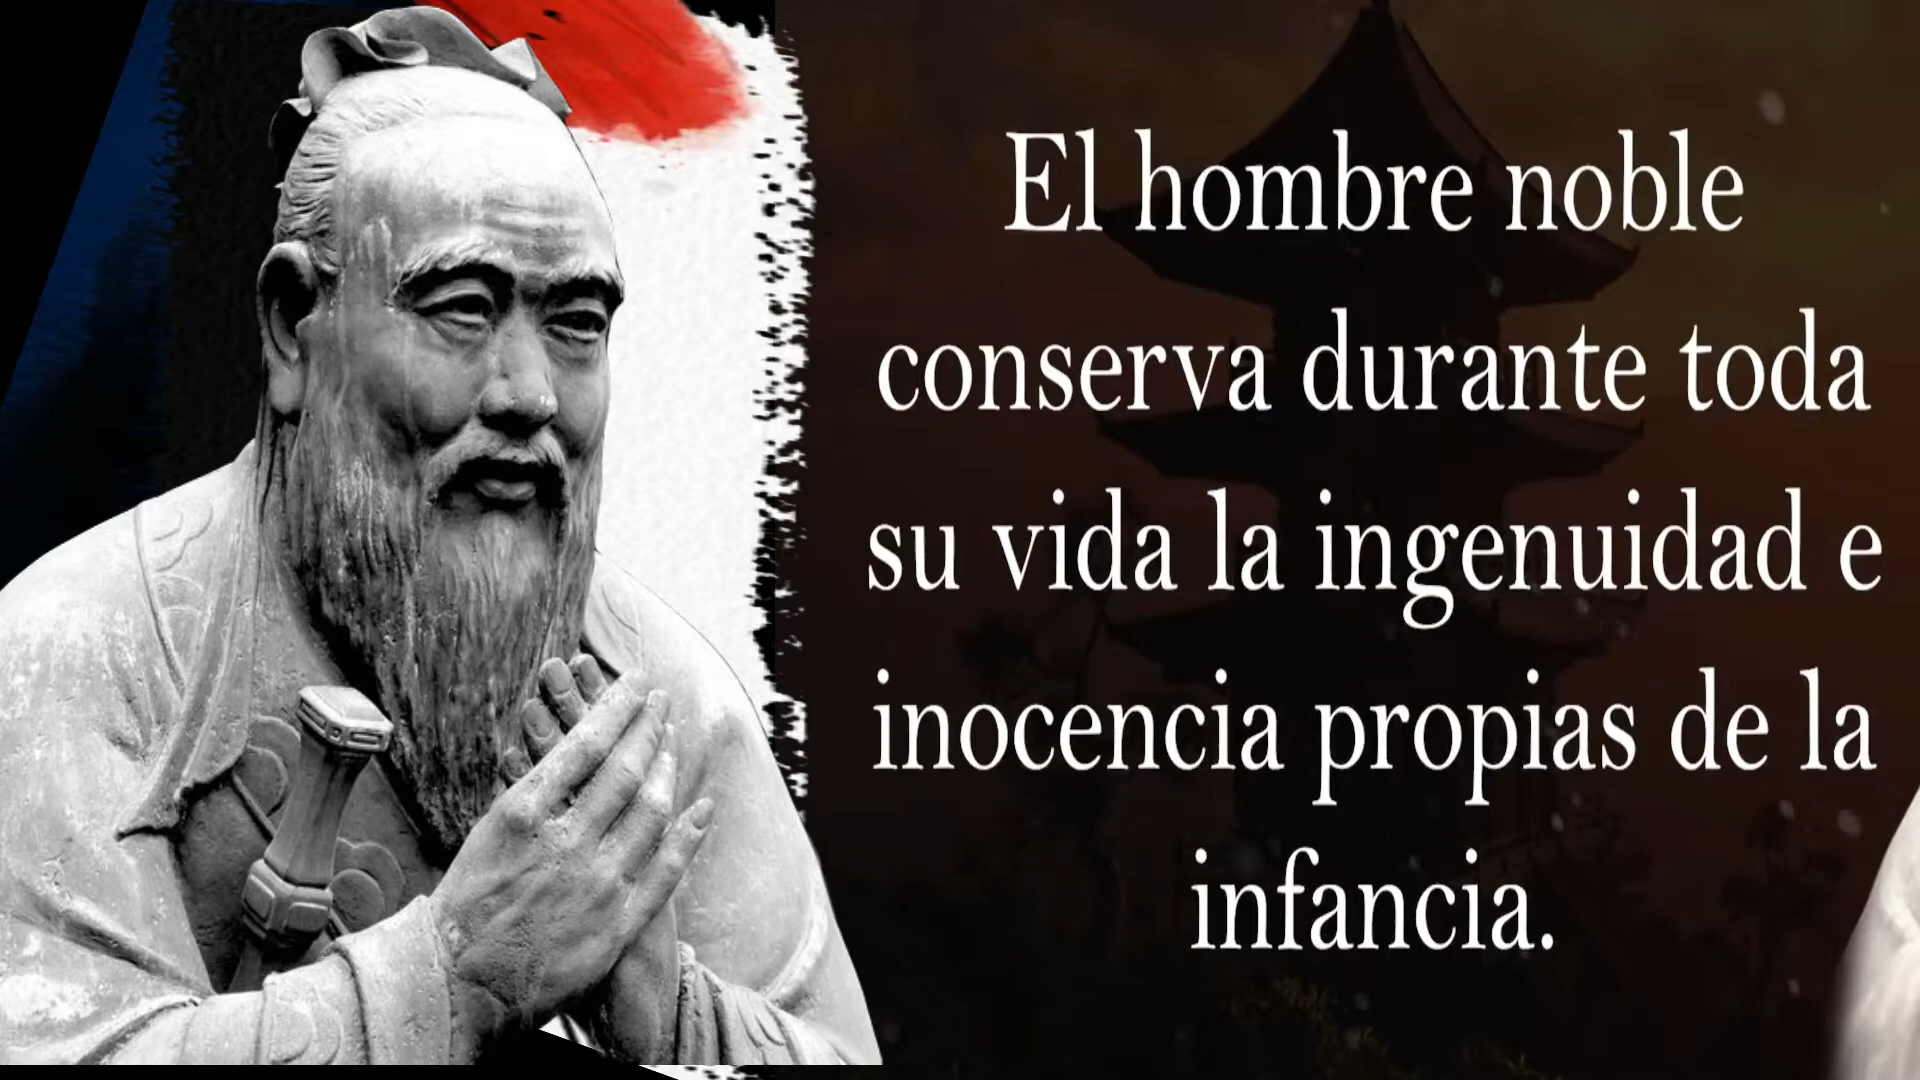 El hombre noble
conserva durante toda
su vida la ingenuidad e
inocencia propias de la
infancia.